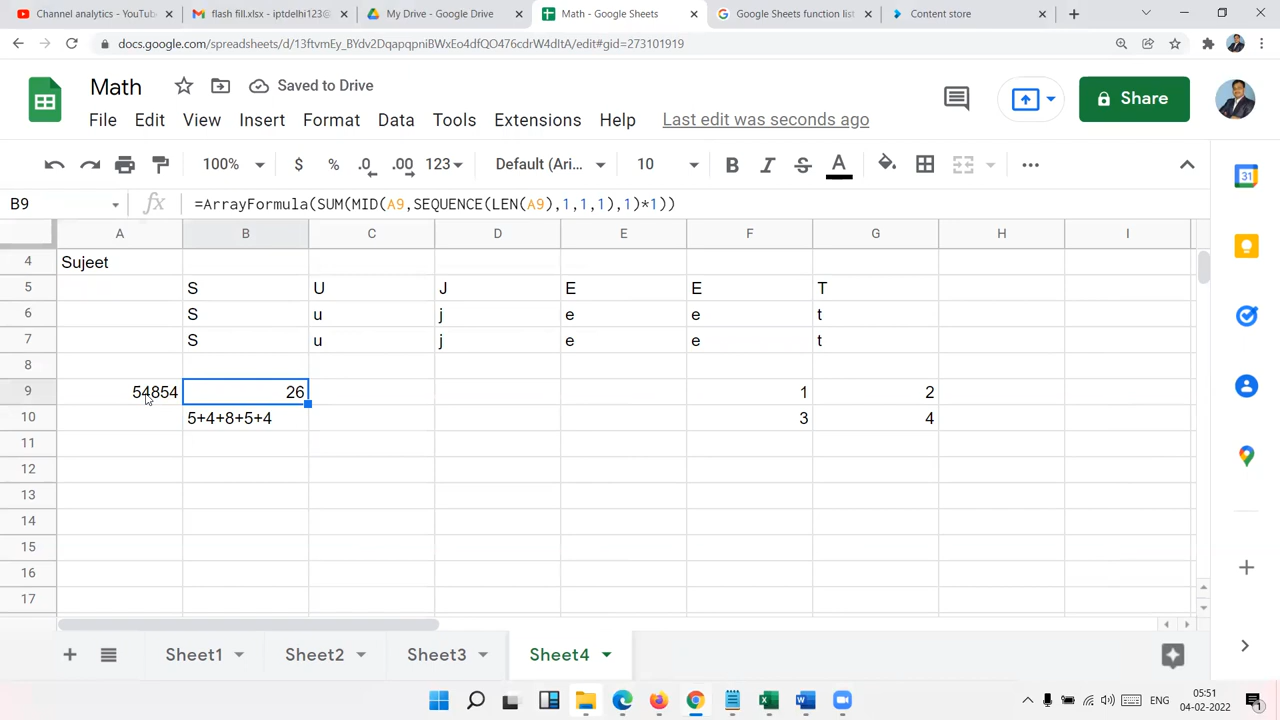 Channel analytics - YouTu
flash fill.xlsx - iptdelhi123@
My Drive - Google Drive
Math - Google Sheets
Google Sheets function list
Content store
docs.google.com/spreadsheets/d/13ftvmEy_BYdv2DqapqpniBWxEo4dfQO476cdrW4dItA/edit#gid=273101919
Math
Saved to Drive
File Edit View Insert Format Data Tools Extensions Help Last edit was seconds ago
Share
100% $ % .0 .00 123 Default (Ari... 10 B I S A
31
B9 fx =ArrayFormula(SUM(MID(A9,SEQUENCE(LEN(A9),1,1,1),1)*1))
A B C D E F G H I
4 Sujeet
5 S U J E E T
6 S u j e e t
7 S u j e e t
8
9 54854 26 1 2
10 5+4+8+5+4 3 4
11
12
13
14
15
16
17
Sheet1 Sheet2 Sheet3 Sheet4
ENG
05:51
04-02-2022
1